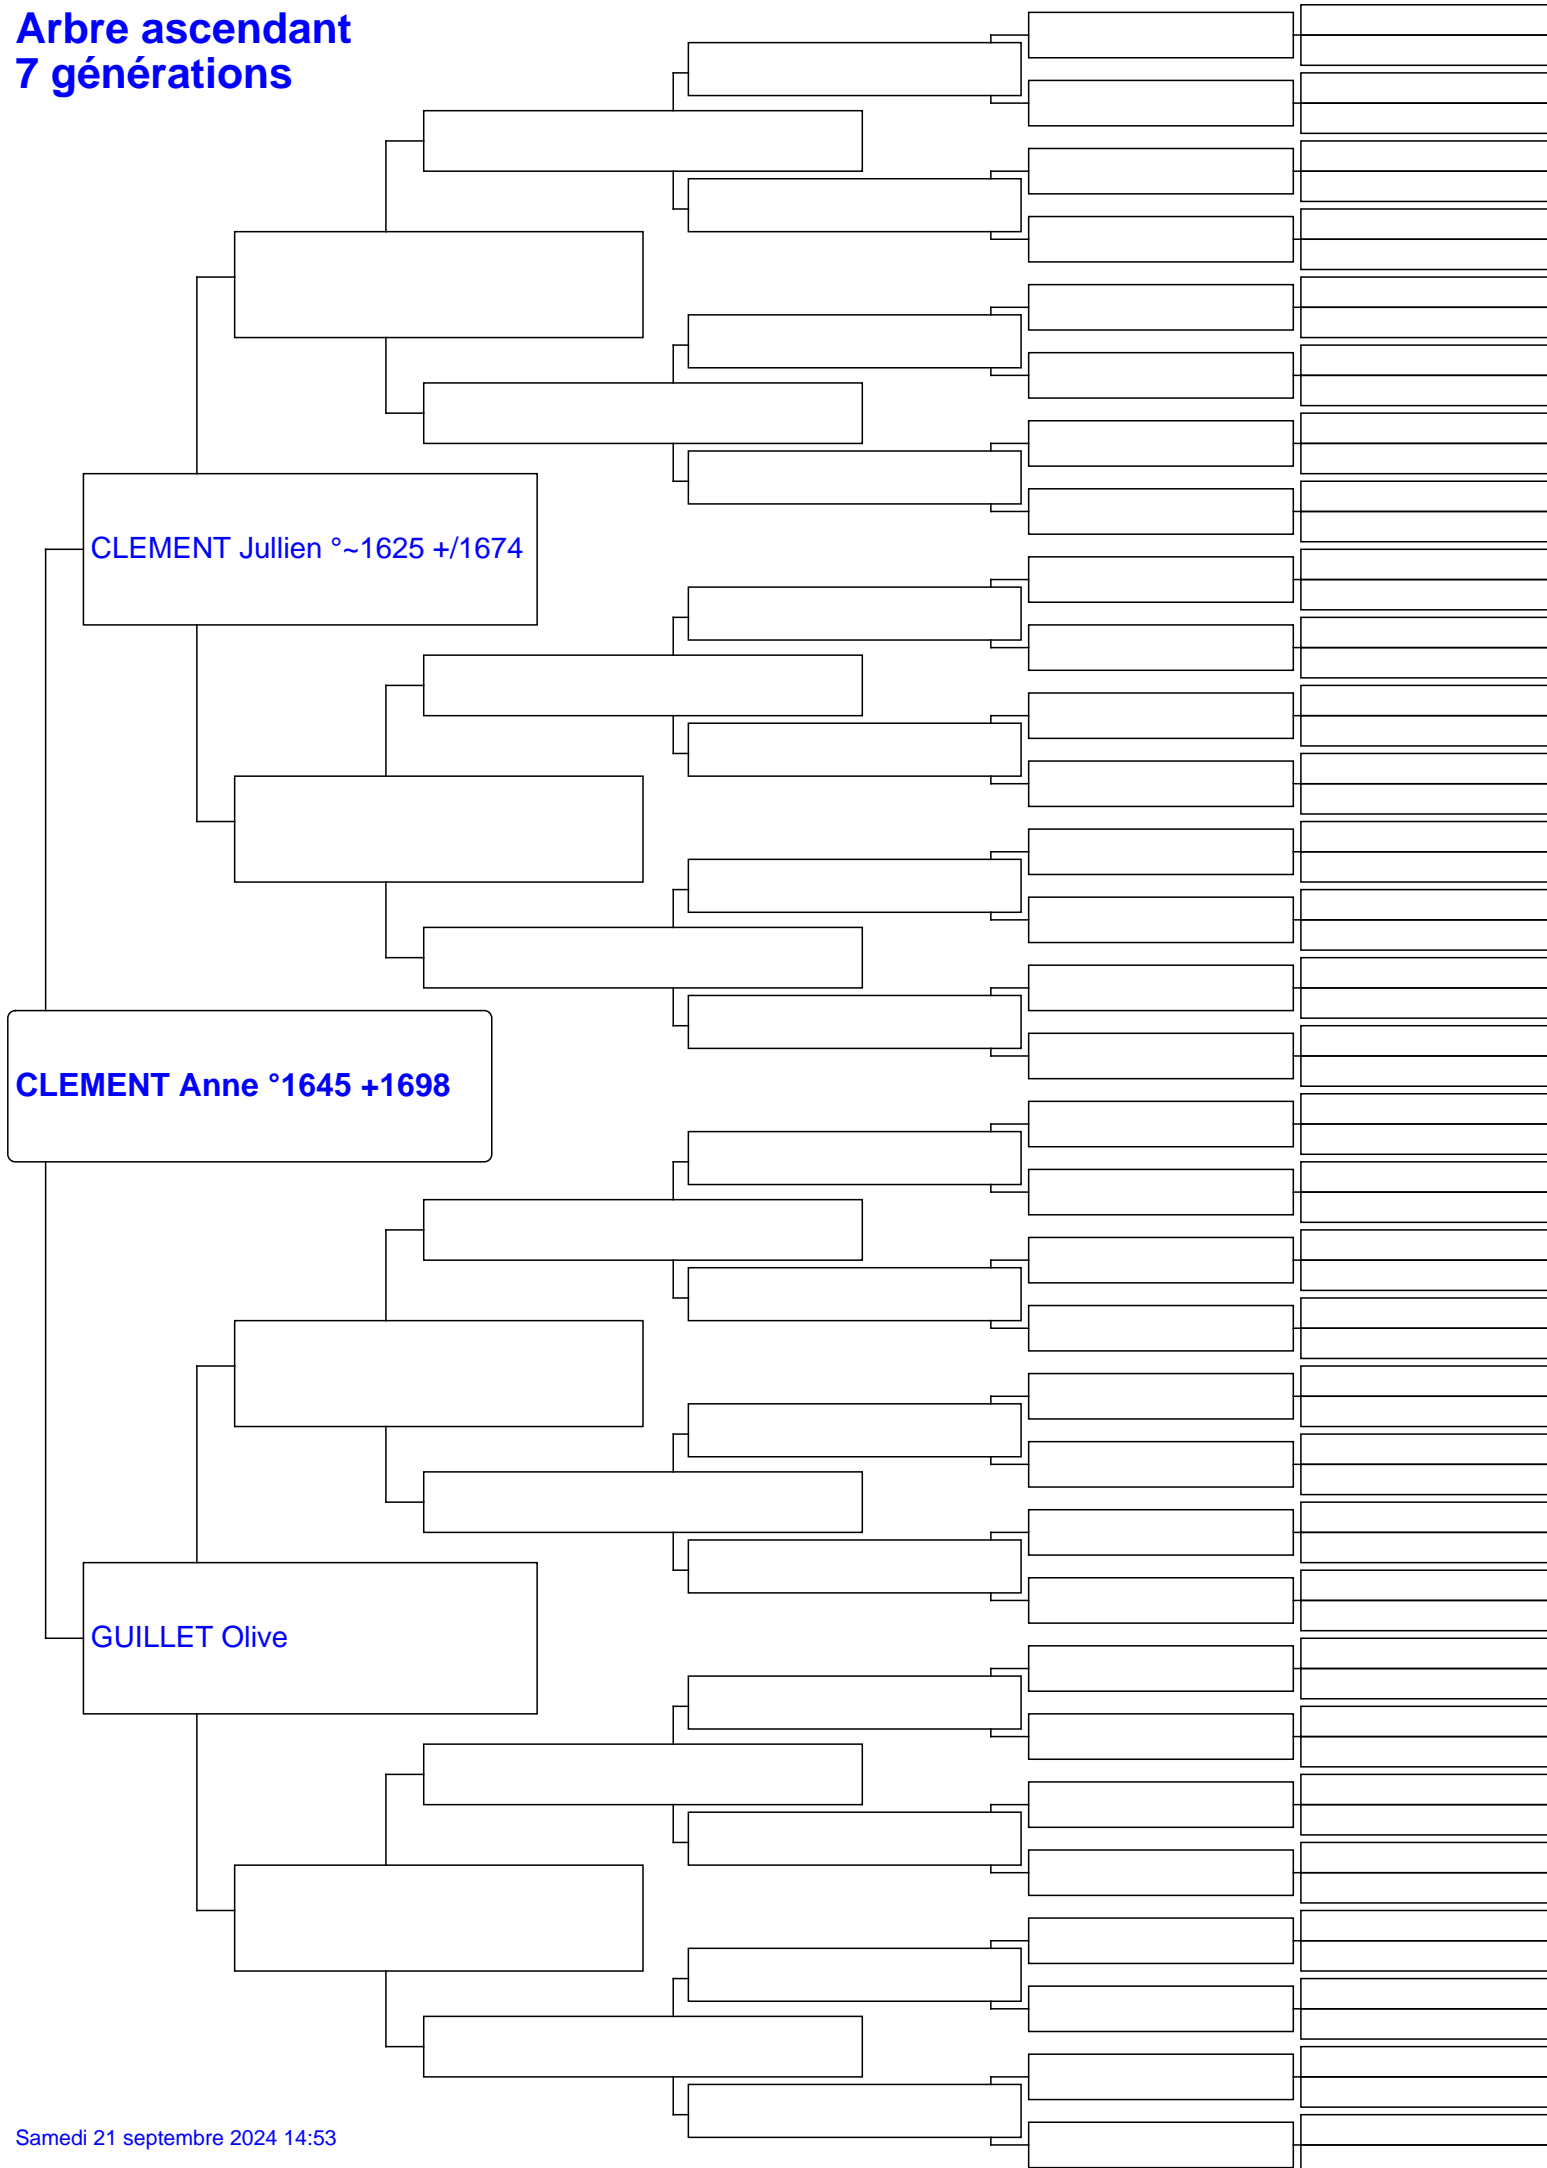 Arbre ascendant
7 générations
CLEMENT Jullien °~1625 +/1674
CLEMENT Anne °1645 +1698
GUILLET Olive
Samedi 21 septembre 2024 14:53